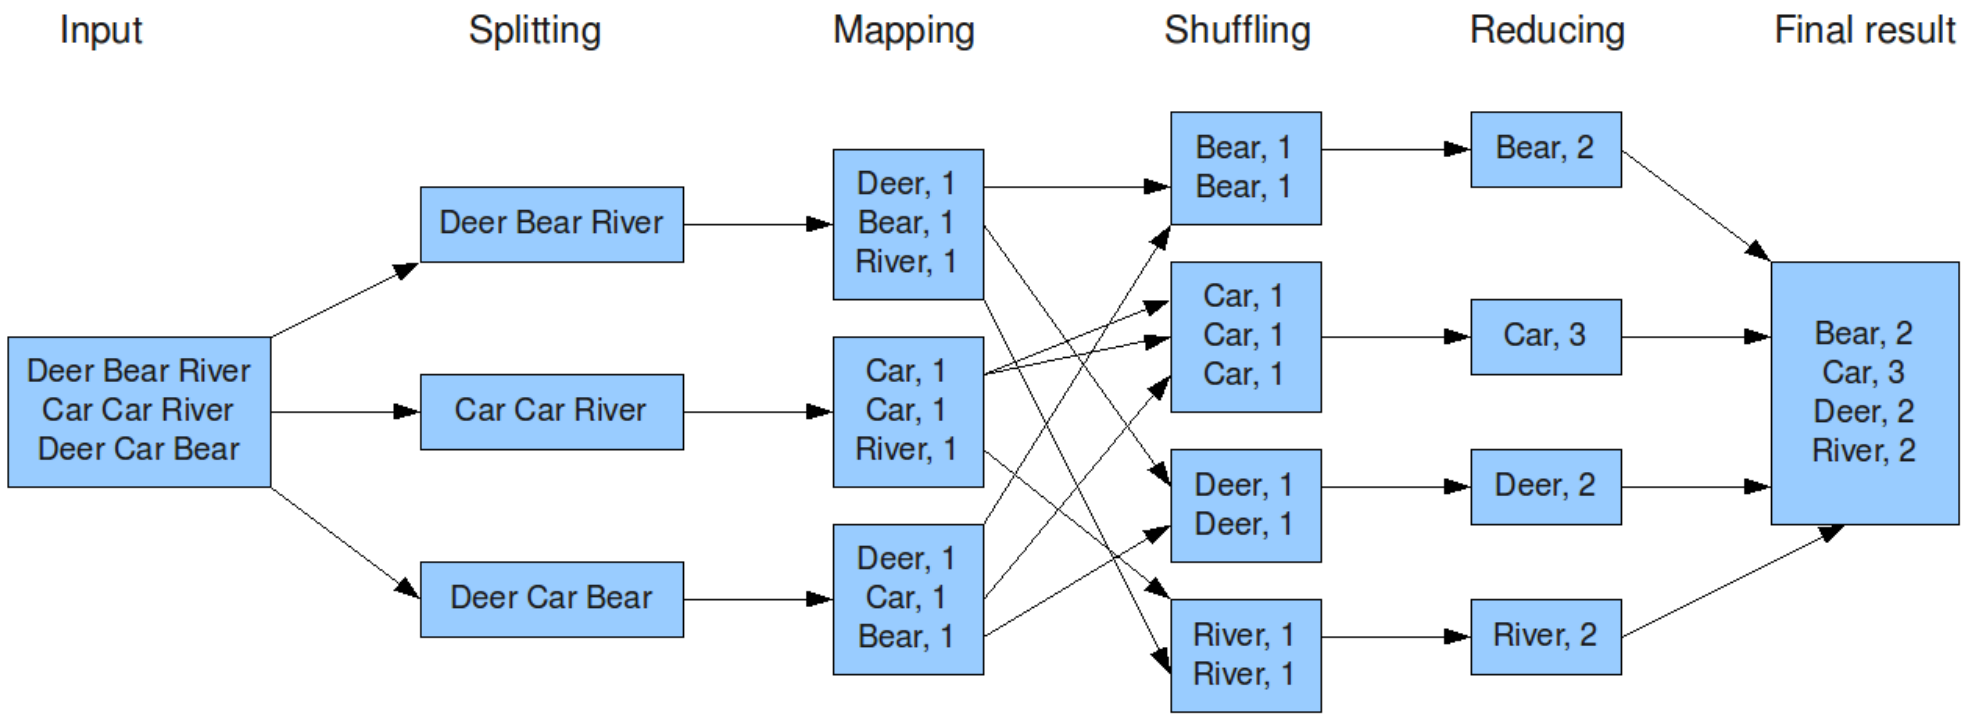 Input
Splitting
Mapping
Shuffling
Reducing
Final result
Deer Bear River
Car Car River
Deer Car Bear
Deer Bear River
Car Car River
Deer Car Bear
Deer, 1
Bear, 1
River, 1
Car, 1
Car, 1
River, 1
Deer, 1
Car, 1
Bear, 1
Bear, 1
Bear, 1
Car, 1
Car, 1
Car, 1
Deer, 1
Deer, 1
River, 1
River, 1
Bear, 2
Car, 3
Deer, 2
River, 2
Bear, 2
Car, 3
Deer, 2
River, 2